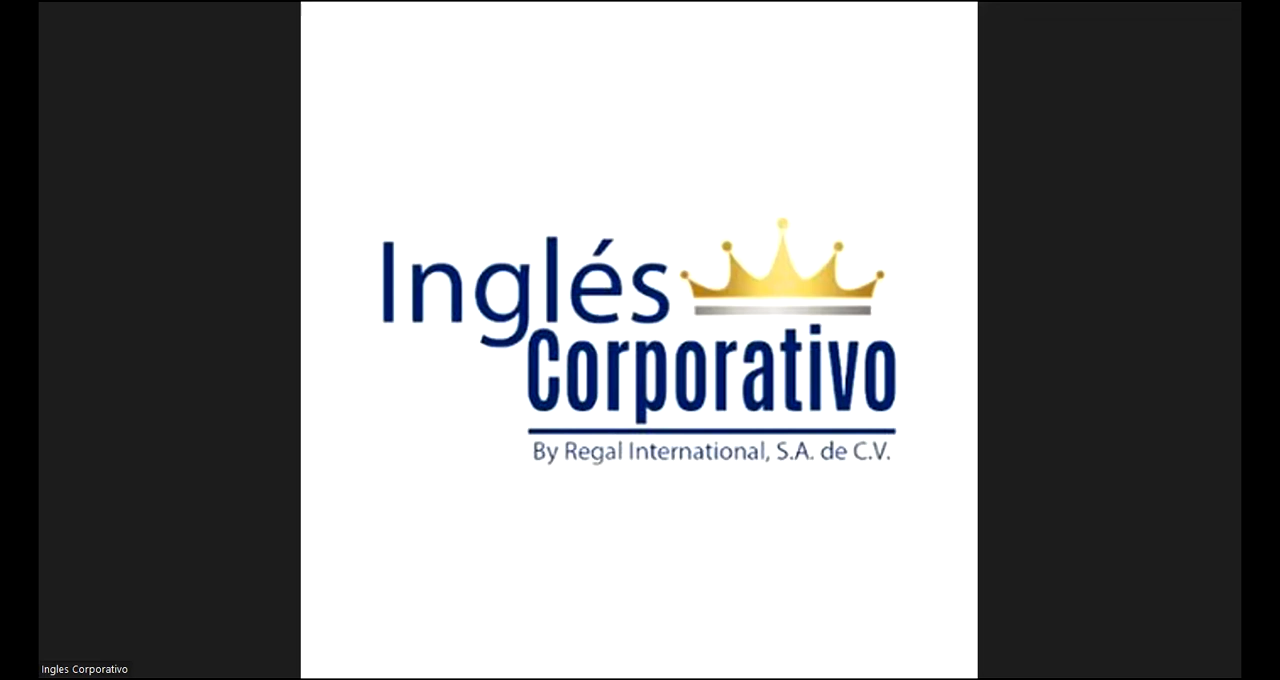 Inglés
Corporativo
By Regal International, S.A. de C.V.
Ingles Corporativo